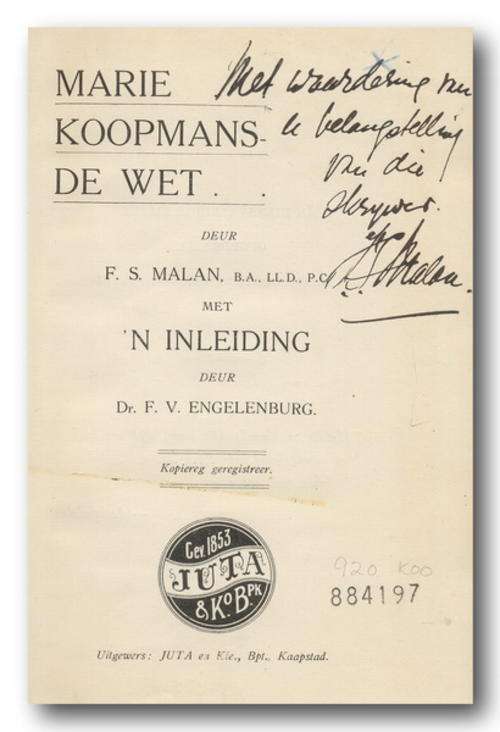 MARIE
KOOPMANS-
DE WET . .
Met waardering van
u belangstelling
van die
skrywer.
F. S. Malan.
DEUR
F. S. MALAN, B.A., LL.D., P.C.
MET
'N INLEIDING
DEUR
Dr. F. V. ENGELENBURG.
Kopiereg geregistreer.
Gev. 1853
JUTA
& Ko. Bpk
920 KOO
884197
Uitgewers: JUTA en Kie., Bpt., Kaapstad.